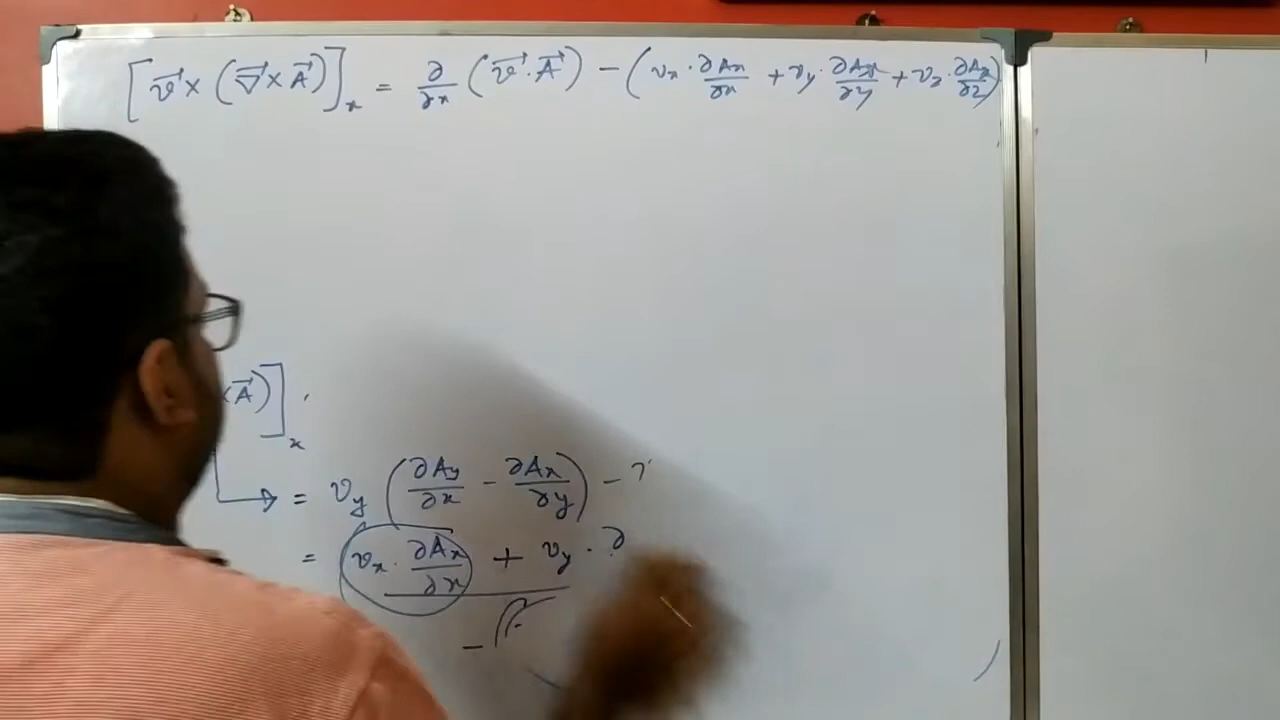 [v⃗ × (∇⃗ × A⃗)]ₓ = ∂/∂x (v⃗ · A⃗) − (vₓ · ∂Aₓ/∂x + v_y · ∂Aₓ/∂y + v_z · ∂Aₓ/∂z)
× A⃗)]ₓ
= v_y (∂A_y/∂x − ∂Aₓ/∂y) −
= vₓ · ∂Aₓ/∂x + v_y · ∂
− (
)